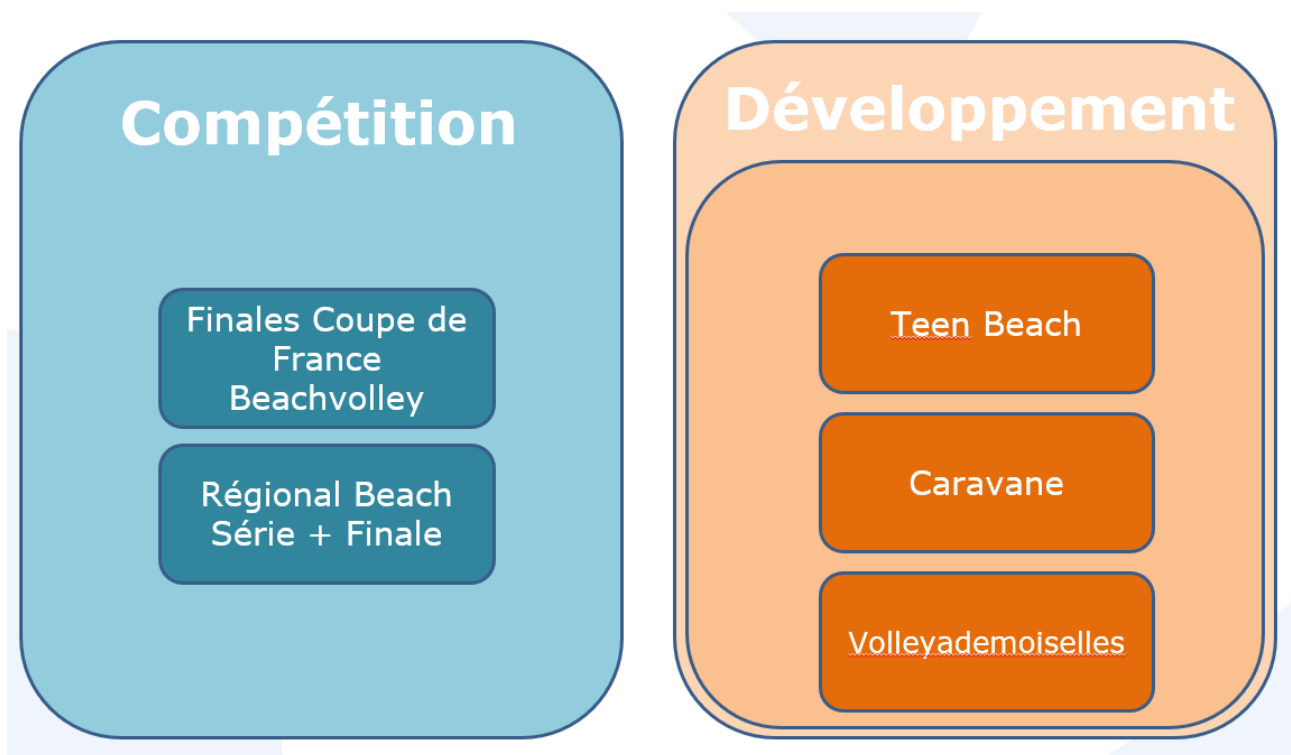 Compétition
Finales Coupe de
France
Beachvolley
Régional Beach
Série + Finale
Développement
Teen Beach
Caravane
Volleyademoiselles